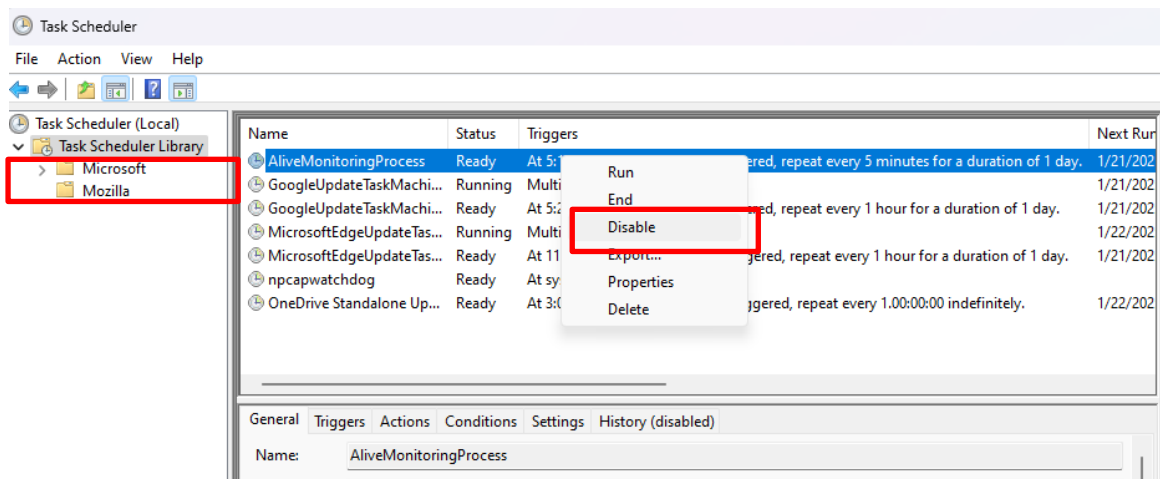 Task Scheduler
File Action View Help
Task Scheduler (Local)
Task Scheduler Library
Microsoft
Mozilla
Name Status Triggers Next Run
AliveMonitoringProcess Ready At 5:1 ered, repeat every 5 minutes for a duration of 1 day. 1/21/202
GoogleUpdateTaskMachi... Running Multi 1/21/202
GoogleUpdateTaskMachi... Ready At 5:2 ered, repeat every 1 hour for a duration of 1 day. 1/21/202
MicrosoftEdgeUpdateTas... Running Multi 1/22/202
MicrosoftEdgeUpdateTas... Ready At 11 gered, repeat every 1 hour for a duration of 1 day. 1/21/202
npcapwatchdog Ready At sy
OneDrive Standalone Up... Ready At 3:0 ggered, repeat every 1.00:00:00 indefinitely. 1/22/202
Run
End
Disable
Export...
Properties
Delete
General Triggers Actions Conditions Settings History (disabled)
Name: AliveMonitoringProcess